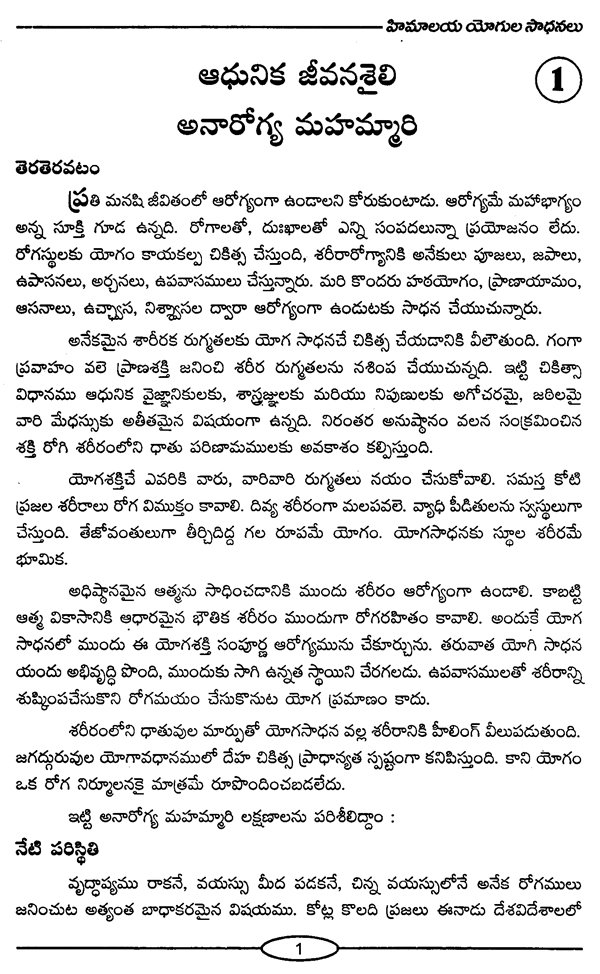 హిమాలయ యోగుల సాధనలు
ఆధునిక జీవనశైలి
1
అనారోగ్య మహమ్మారి
తెరతెరవటం
ప్రతి మనషి జీవితంలో ఆరోగ్యంగా ఉండాలని కోరుకుంటాడు. ఆరోగ్యమే మహాభాగ్యం
అన్న సూక్తి గూడ ఉన్నది. రోగాలతో, దుఃఖాలతో ఎన్ని సంపదలున్నా ప్రయోజనం లేదు.
రోగస్థులకు యోగం కాయకల్ప చికిత్స చేస్తుంది, శరీరారోగ్యానికి అనేకులు పూజలు, జపాలు,
ఉపాసనలు, అర్చనలు, ఉపవాసములు చేస్తున్నారు. మరి కొందరు హఠయోగం, ప్రాణాయామం,
ఆసనాలు, ఉచ్ఛ్వాస, నిశ్శ్వాసల ద్వారా ఆరోగ్యంగా ఉండుటకు సాధన చేయుచున్నారు.
అనేకమైన శారీరక రుగ్మతలకు యోగ సాధనచే చికిత్స చేయడానికి వీలౌతుంది. గంగా
ప్రవాహం వలె ప్రాణశక్తి జనించి శరీర రుగ్మతలను నశింప చేయుచున్నది. ఇట్టి చికిత్సా
విధానము ఆధునిక వైజ్ఞానికులకు, శాస్త్రజ్ఞులకు మరియు నిపుణులకు అగోచరమై, జఠిలమై
వారి మేధస్సుకు అతీతమైన విషయంగా ఉన్నది. నిరంతర అనుష్ఠానం వలన సంక్రమించిన
శక్తి రోగి శరీరంలోని ధాతు పరిణామములకు అవకాశం కల్పిస్తుంది.
యోగశక్తిచే ఎవరికి వారు, వారివారి రుగ్మతలు నయం చేసుకోవాలి. సమస్త కోటి
ప్రజల శరీరాలు రోగ విముక్తం కావాలి. దివ్య శరీరంగా మలపవలె. వ్యాధి పీడితులను స్వస్థులుగా
చేస్తుంది. తేజోవంతులుగా తీర్చిదిద్ద గల రూపమే యోగం. యోగసాధనకు స్థూల శరీరమే
భూమిక.
అధిష్ఠానమైన ఆత్మను సాధించడానికి ముందు శరీరం ఆరోగ్యంగా ఉండాలి. కాబట్టి
ఆత్మ వికాసానికి ఆధారమైన భౌతిక శరీరం ముందుగా రోగరహితం కావాలి. అందుకే యోగ
సాధనలో ముందు ఈ యోగశక్తి సంపూర్ణ ఆరోగ్యమును చేకూర్చును. తరువాత యోగి సాధన
యందు అభివృద్ధి పొంది, ముందుకు సాగి ఉన్నత స్థాయిని చేరగలడు. ఉపవాసములతో శరీరాన్ని
శుష్కింపచేసుకొని రోగమయం చేసుకొనుట యోగ ప్రమాణం కాదు.
శరీరంలోని ధాతువుల మార్పుతో యోగసాధన వల్ల శరీరానికి హీలింగ్ వీలుపడుతుంది.
జగద్గురువుల యోగావధానములో దేహ చికిత్స ప్రాధాన్యత స్పష్టంగా కనిపిస్తుంది. కాని యోగం
ఒక రోగ నిర్మూలనకై మాత్రమే రూపొందించబడలేదు.
ఇట్టి అనారోగ్య మహమ్మారి లక్షణాలను పరిశీలిద్దాం :
నేటి పరిస్థితి
వృద్ధాప్యము రాకనే, వయస్సు మీద పడకనే, చిన్న వయస్సులోనే అనేక రోగములు
జనించుట అత్యంత బాధాకరమైన విషయము. కోట్ల కొలది ప్రజలు ఈనాడు దేశవిదేశాలలో
1